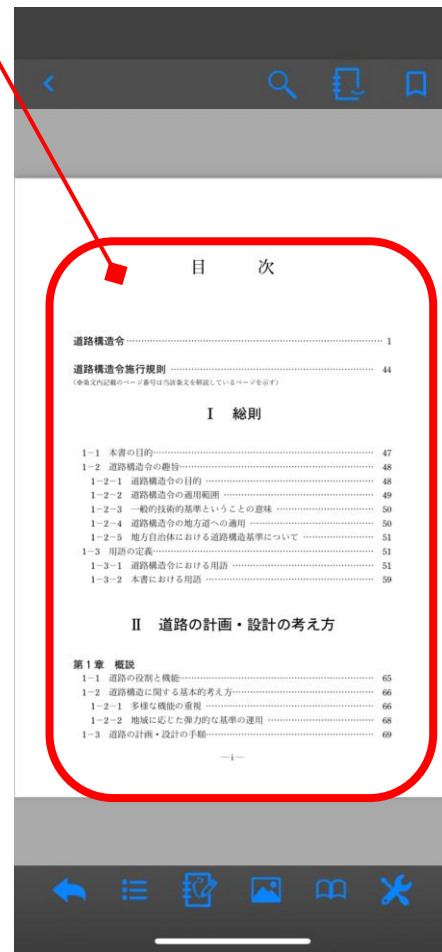 目　　次
道路構造令……………………………………………………… 1
道路構造令施行規則 ……………………………………………… 44
(※条文内記載のページ番号は当該条文を解説しているページを示す)
Ⅰ　総則
1-1　本書の目的…………………………………………………… 47
1-2　道路構造令の趣旨…………………………………………… 48
1-2-1　道路構造令の目的 ……………………………………… 48
1-2-2　道路構造令の適用範囲 ………………………………… 49
1-2-3　一般的技術的基準ということの意味 ………………… 50
1-2-4　道路構造令の地方道への適用 ………………………… 50
1-2-5　地方自治体における道路構造基準について ………… 51
1-3　用語の定義…………………………………………………… 51
1-3-1　道路構造令における用語 ……………………………… 51
1-3-2　本書における用語 ……………………………………… 59
Ⅱ　道路の計画・設計の考え方
第1章　概説
1-1　道路の役割と機能…………………………………………… 65
1-2　道路構造に関する基本的考え方…………………………… 66
1-2-1　多様な機能の重視 ……………………………………… 66
1-2-2　地域に応じた弾力的な基準の運用 …………………… 68
1-3　道路の計画・設計の手順…………………………………… 69
—i—